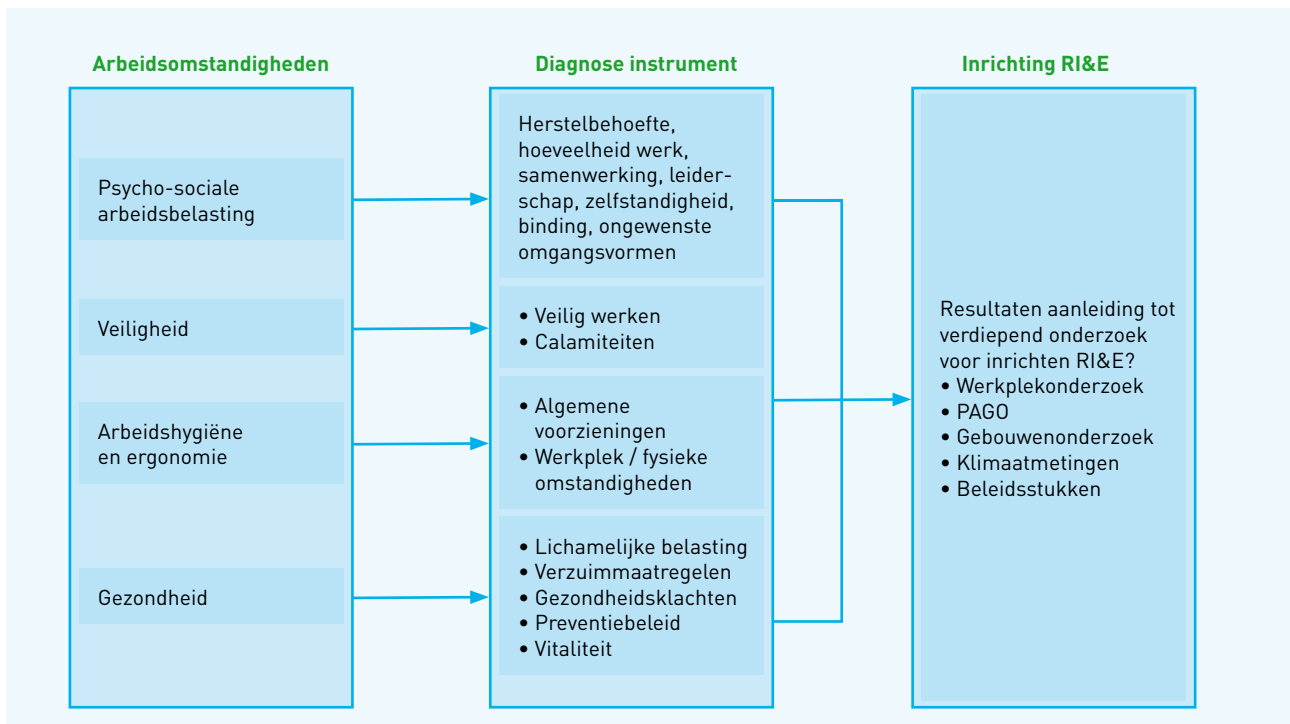 Arbeidsomstandigheden
Psycho-sociale
arbeidsbelasting
Veiligheid
Arbeidshygiëne
en ergonomie
Gezondheid
Diagnose instrument
Herstelbehoefte,
hoeveelheid werk,
samenwerking, leider-
schap, zelfstandigheid,
binding, ongewenste
omgangsvormen
• Veilig werken
• Calamiteiten
• Algemene
voorzieningen
• Werkplek / fysieke
omstandigheden
• Lichamelijke belasting
• Verzuimmaatregelen
• Gezondheidsklachten
• Preventiebeleid
• Vitaliteit
Inrichting RI&E
Resultaten aanleiding tot
verdiepend onderzoek
voor inrichten RI&E?
• Werkplekonderzoek
• PAGO
• Gebouwenonderzoek
• Klimaatmetingen
• Beleidsstukken